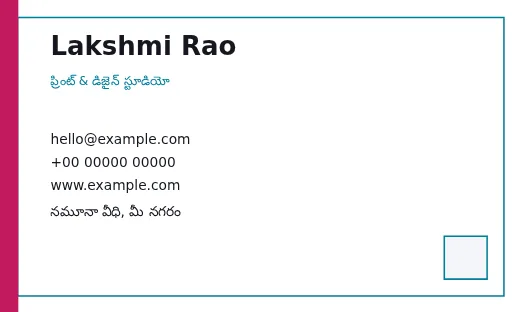 Lakshmi Rao
ప్రింట్ & డిజైన్ స్టూడియో
hello@example.com
+00 00000 00000
www.example.com
నమూనా వీధి, మీ నగరం